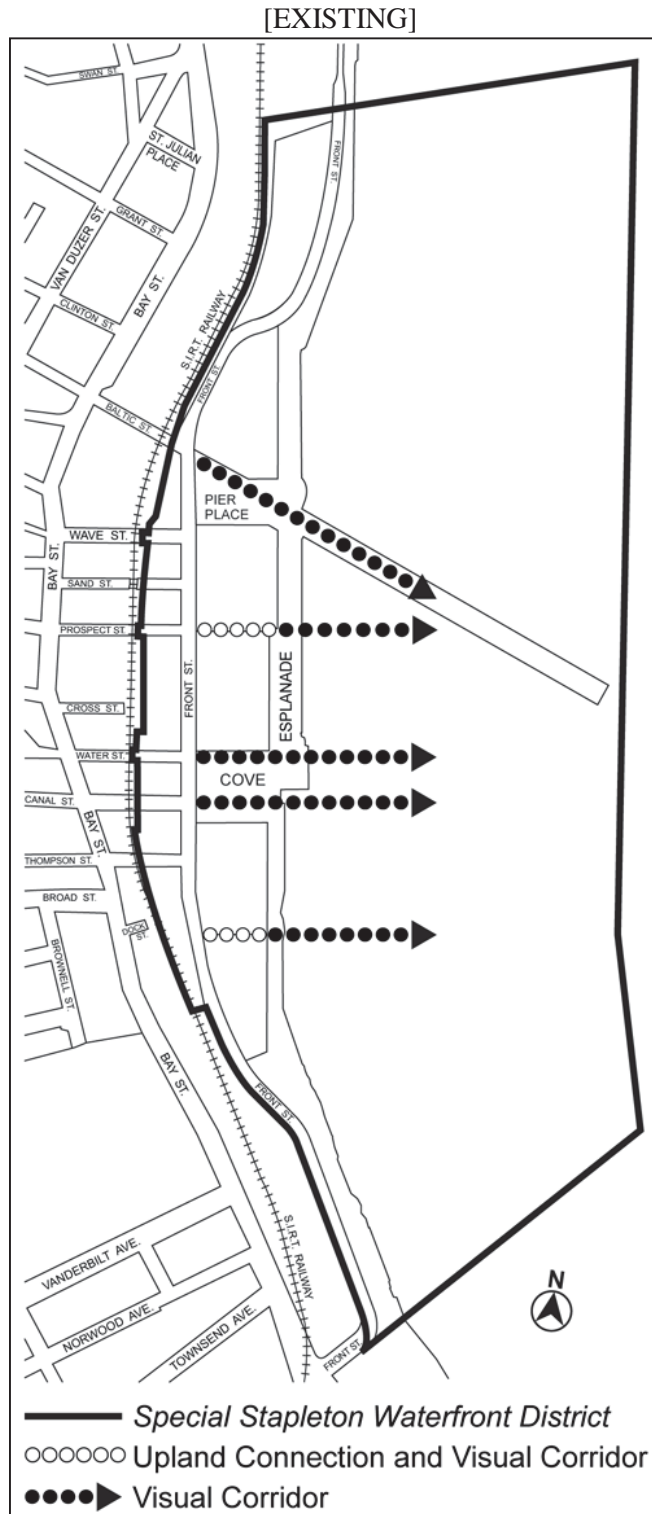 [EXISTING]
SWAN ST.
ST. JULIAN
PLACE
FRONT ST.
GRANT ST.
VAN DUZER ST.
BAY ST.
CLINTON ST.
S.I.R.T. RAILWAY
FRONT ST.
BALTIC ST.
PIER
PLACE
WAVE ST.
BAY ST.
SAND ST.
PROSPECT ST.
FRONT ST.
ESPLANADE
CROSS ST.
WATER ST.
COVE
CANAL ST.
BAY ST.
THOMPSON ST.
BROAD ST.
DOCK
ST.
BROWNELL ST.
BAY ST.
FRONT ST.
S.I.R.T. RAILWAY
VANDERBILT AVE.
NORWOOD AVE.
TOWNSEND AVE.
FRONT ST.
N
Special Stapleton Waterfront District
Upland Connection and Visual Corridor
Visual Corridor